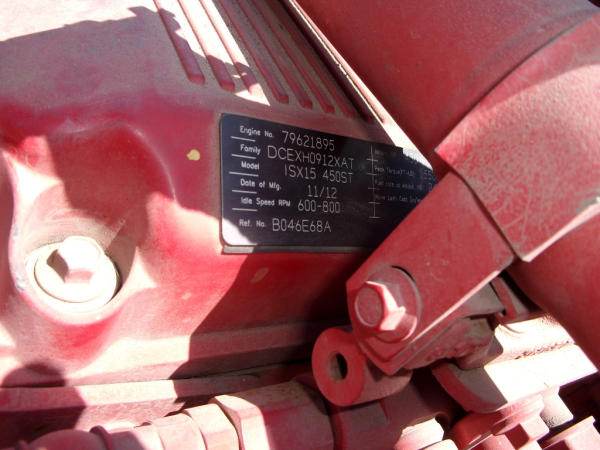 Engine No. 79621895
Family DCEXH0912XAT
Model ISX15 450ST
Date of Mfg. 11/12
Idle Speed RPM 600-800
Ref. No. B046E68A